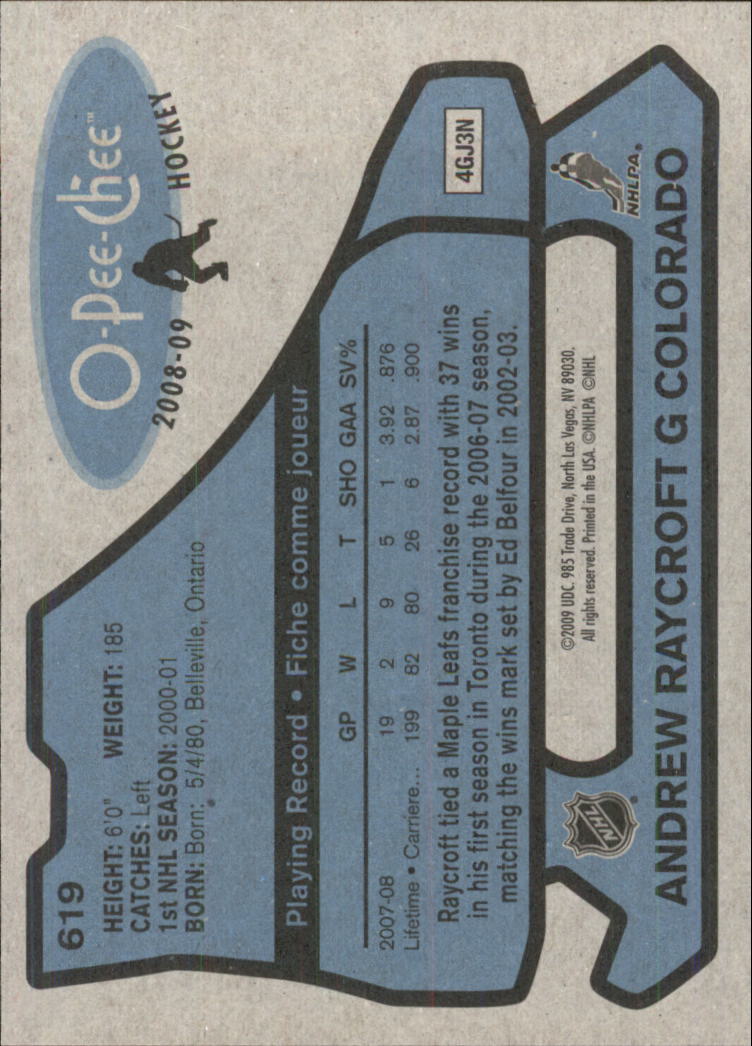 619
HEIGHT: 6'0" WEIGHT: 185
CATCHES: Left
1st NHL SEASON: 2000-01
BORN: Born: 5/4/80, Belleville, Ontario
O-Pee-Chee™
2008-09 HOCKEY
Playing Record • Fiche comme joueur
GP W L T SHO GAA SV%
2007-08 19 2 9 5 1 3.92 .876
Lifetime • Carriere... 199 82 80 26 6 2.87 .900
Raycroft tied a Maple Leafs franchise record with 37 wins
in his first season in Toronto during the 2006-07 season,
matching the wins mark set by Ed Belfour in 2002-03.
4GJ3N
NHL
©2009 UDC, 985 Trade Drive, North Las Vegas, NV 89030.
All rights reserved. Printed in the USA. ©NHLPA ©NHL
NHLPA®
ANDREW RAYCROFT G COLORADO